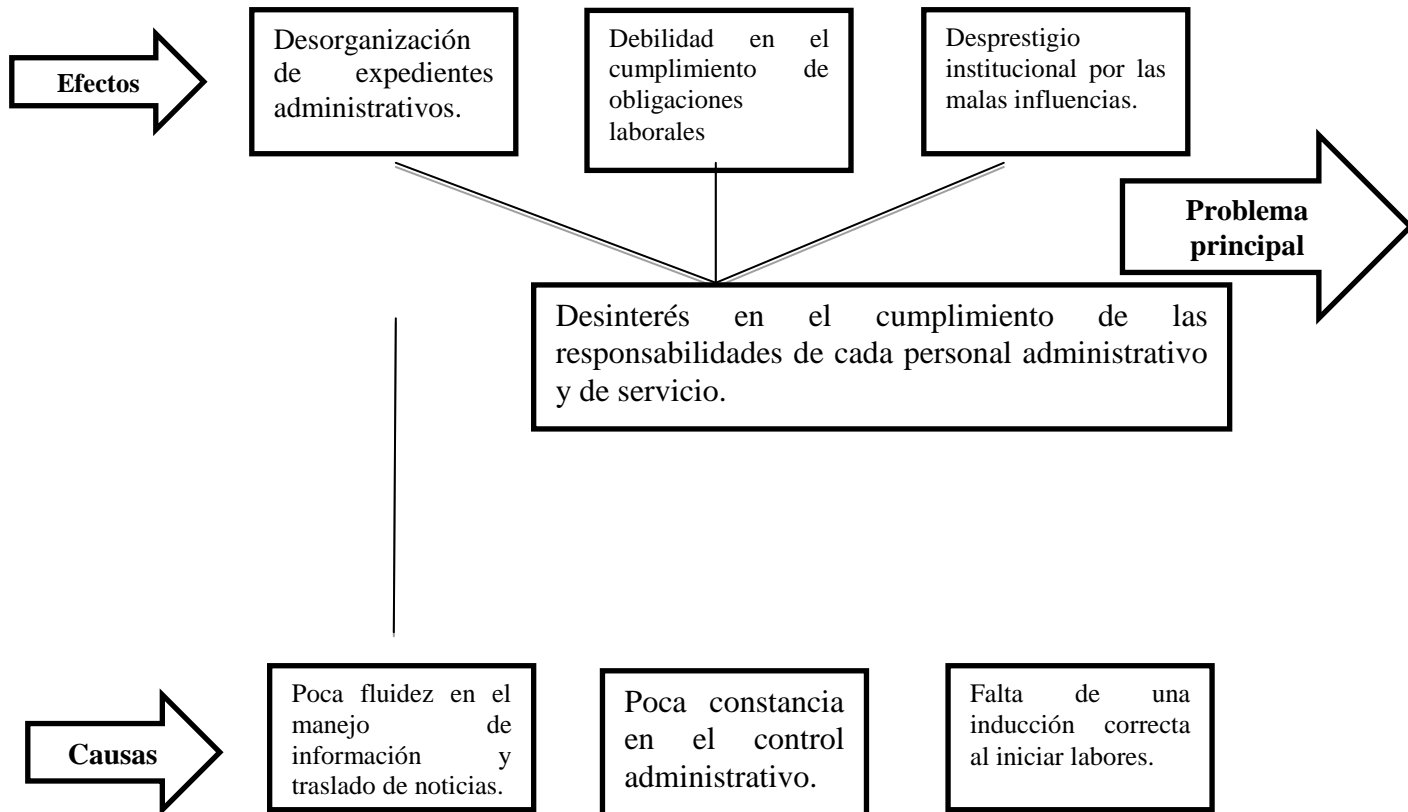 Efectos
Desorganización
de expedientes
administrativos.
Debilidad en el
cumplimiento de
obligaciones
laborales
Desprestigio
institucional por las
malas influencias.
Problema
principal
Desinterés en el cumplimiento de las
responsabilidades de cada personal administrativo
y de servicio.
Causas
Poca fluidez en el
manejo de
información y
traslado de noticias.
Poca constancia
en el control
administrativo.
Falta de una
inducción correcta
al iniciar labores.